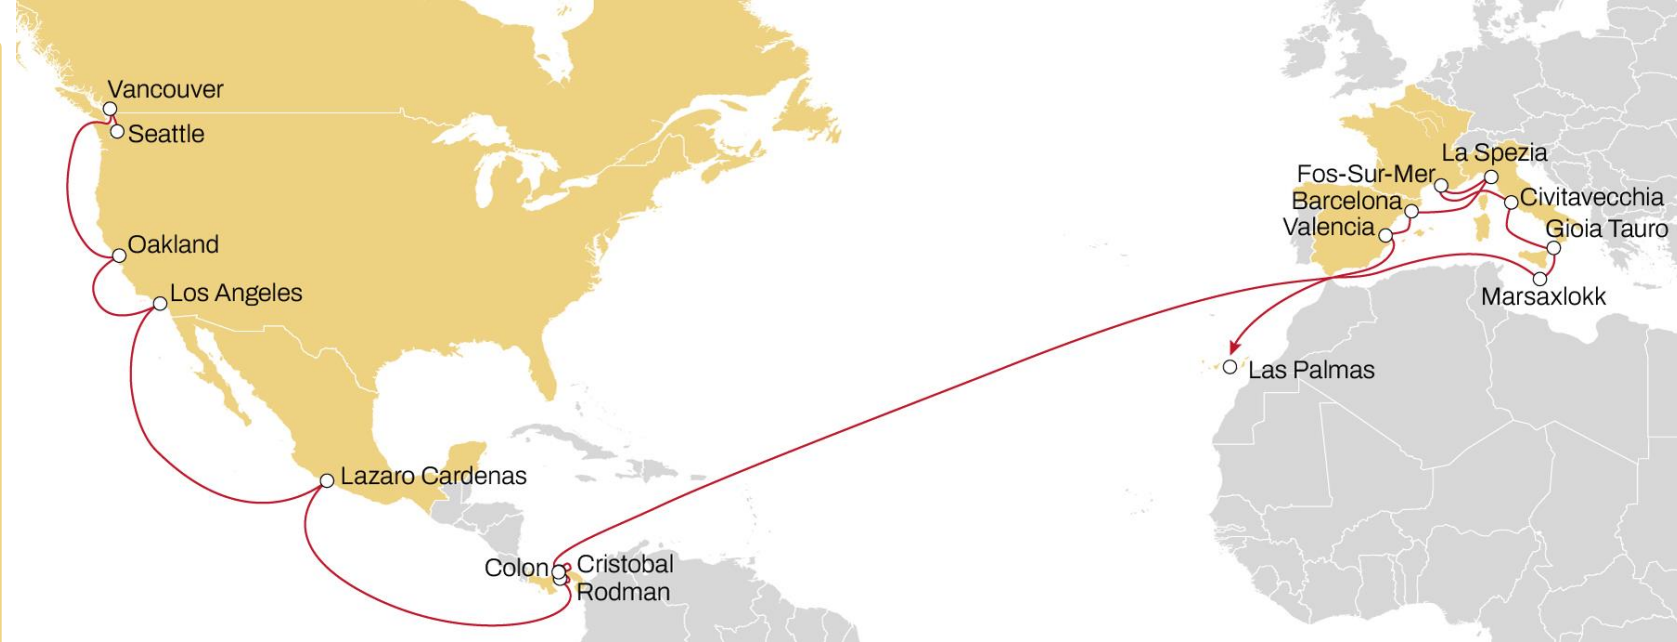 Vancouver
Seattle
Oakland
Los Angeles
Lazaro Cardenas
Colon
Cristobal
Rodman
La Spezia
Fos-Sur-Mer
Barcelona
Valencia
Civitavecchia
Gioia Tauro
Marsaxlokk
Las Palmas